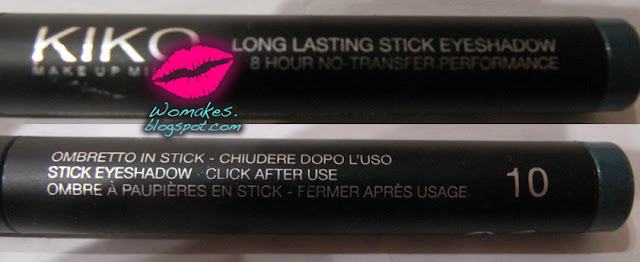 KIKO
MAKE UP MI
LONG LASTING STICK EYESHADOW
8 HOUR NO-TRANSFER PERFORMANCE
Womakes.
blogspot.com
OMBRETTO IN STICK - CHIUDERE DOPO L'USO
STICK EYESHADOW - CLICK AFTER USE
OMBRE À PAUPIÈRES EN STICK - FERMER APRÈS USAGE
10